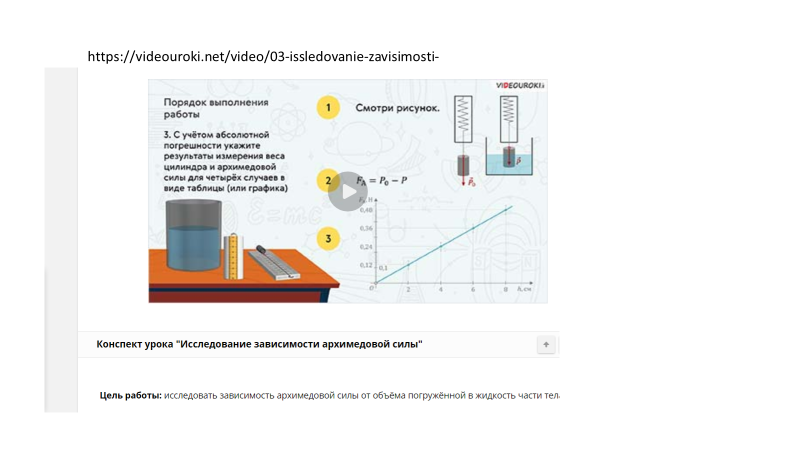 https://videouroki.net/video/03-issledovanie-zavisimosti-
VIDEOUROKI
Порядок выполнения
работы
3. С учётом абсолютной
погрешности укажите
результаты измерения веса
цилиндра и архимедовой
силы для четырёх случаев в
виде таблицы (или графика)
1 Смотри рисунок.
P₀
P
2 Fᴀ = P₀ − P
3
0,48
0,36
0,24
0,12
0,1
0 2 4 6 8 h, см
Конспект урока "Исследование зависимости архимедовой силы"
Цель работы: исследовать зависимость архимедовой силы от объёма погружённой в жидкость части тел